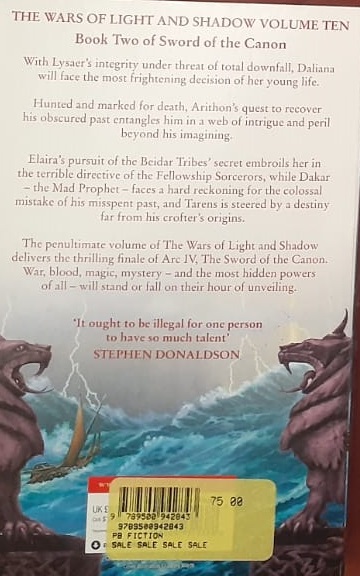 THE WARS OF LIGHT AND SHADOW VOLUME TEN
Book Two of Sword of the Canon
With Lysaer's integrity under threat of total downfall, Daliana
will face the most frightening decision of her young life.
Hunted and marked for death, Arithon's quest to recover
his obscured past entangles him in a web of intrigue and peril
beyond his imagining.
Elaira's pursuit of the Beidar Tribes' secret embroils her in
the terrible directive of the Fellowship Sorcerors, while Dakar
– the Mad Prophet – faces a hard reckoning for the colossal
mistake of his misspent past, and Tarens is steered by a destiny
far from his crofter's origins.
The penultimate volume of The Wars of Light and Shadow
delivers the thrilling finale of Arc IV, The Sword of the Canon.
War, blood, magic, mystery – and the most hidden powers
of all – will stand or fall on their hour of unveiling.
'It ought to be illegal for one person
to have so much talent'
STEPHEN DONALDSON
UK £
75 00
9 789500 942843
9789500942843
PB FICTION
SALE SALE SALE SALE